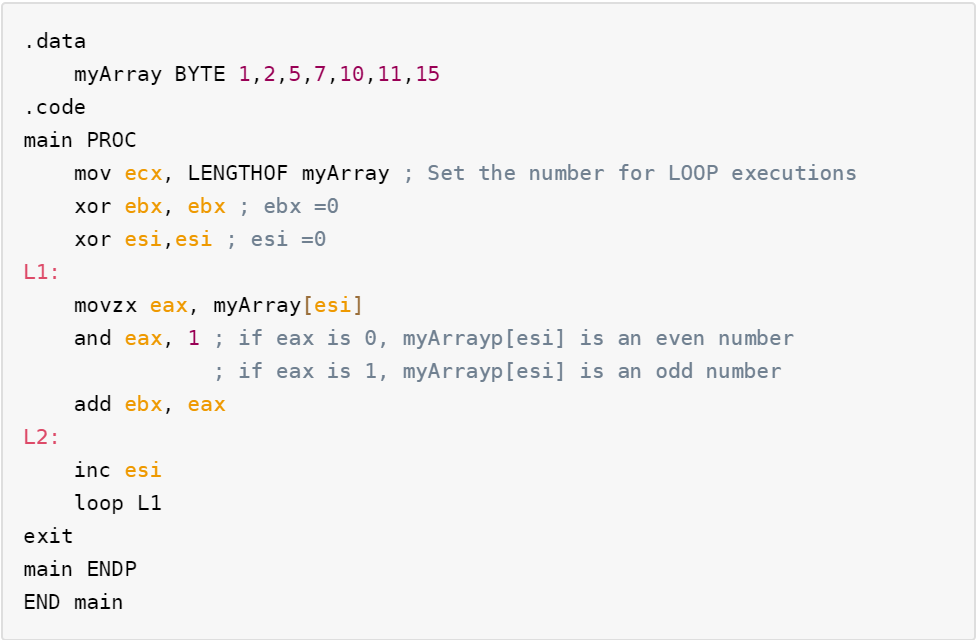 .data
    myArray BYTE 1,2,5,7,10,11,15
.code
main PROC
    mov ecx, LENGTHOF myArray ; Set the number for LOOP executions
    xor ebx, ebx ; ebx =0
    xor esi,esi ; esi =0
L1:
    movzx eax, myArray[esi]
    and eax, 1 ; if eax is 0, myArrayp[esi] is an even number
               ; if eax is 1, myArrayp[esi] is an odd number
    add ebx, eax
L2:
    inc esi
    loop L1
exit
main ENDP
END main